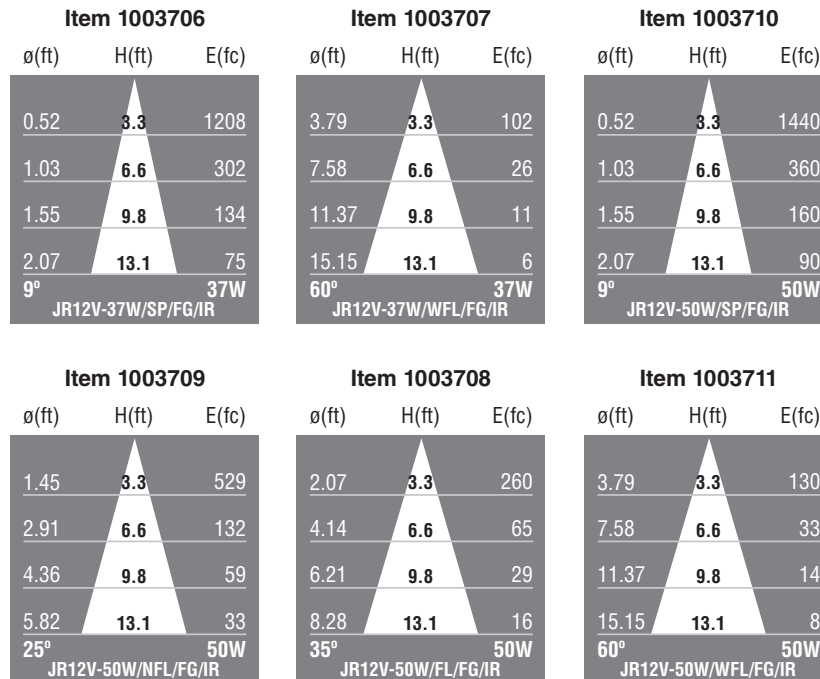 Item 1003706
ø(ft) H(ft) E(fc)
0.52 3.3 1208
1.03 6.6 302
1.55 9.8 134
2.07 13.1 75
9º 37W
JR12V-37W/SP/FG/IR
Item 1003707
ø(ft) H(ft) E(fc)
3.79 3.3 102
7.58 6.6 26
11.37 9.8 11
15.15 13.1 6
60º 37W
JR12V-37W/WFL/FG/IR
Item 1003710
ø(ft) H(ft) E(fc)
0.52 3.3 1440
1.03 6.6 360
1.55 9.8 160
2.07 13.1 90
9º 50W
JR12V-50W/SP/FG/IR
Item 1003709
ø(ft) H(ft) E(fc)
1.45 3.3 529
2.91 6.6 132
4.36 9.8 59
5.82 13.1 33
25º 50W
JR12V-50W/NFL/FG/IR
Item 1003708
ø(ft) H(ft) E(fc)
2.07 3.3 260
4.14 6.6 65
6.21 9.8 29
8.28 13.1 16
35º 50W
JR12V-50W/FL/FG/IR
Item 1003711
ø(ft) H(ft) E(fc)
3.79 3.3 130
7.58 6.6 33
11.37 9.8 14
15.15 13.1 8
60º 50W
JR12V-50W/WFL/FG/IR